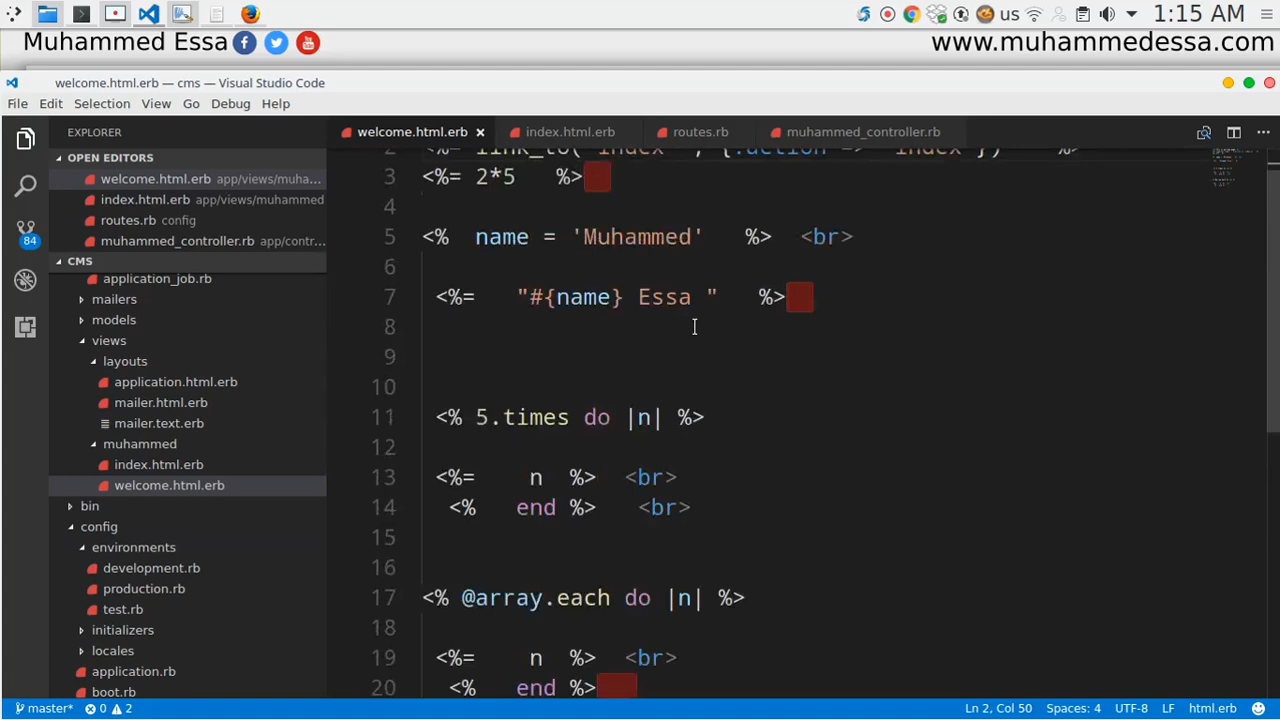 us 1:15 AM
Muhammed Essa
www.muhammedessa.com
welcome.html.erb — cms — Visual Studio Code
File Edit Selection View Go Debug Help
EXPLORER
OPEN EDITORS
welcome.html.erb app/views/muha...
index.html.erb app/views/muhammed
routes.rb config
muhammed_controller.rb app/contr...
CMS
application_job.rb
mailers
models
views
layouts
application.html.erb
mailer.html.erb
mailer.text.erb
muhammed
index.html.erb
welcome.html.erb
bin
config
environments
development.rb
production.rb
test.rb
initializers
locales
application.rb
boot.rb
84
welcome.html.erb × index.html.erb routes.rb muhammed_controller.rb
2 <%= link_to( "index" , {:action => "index"}) %>
3 <%= 2*5 %>
4
5 <% name = 'Muhammed' %> <br>
6
7 <%= "#{name} Essa " %>
8
9
10
11 <% 5.times do |n| %>
12
13 <%= n %> <br>
14 <% end %> <br>
15
16
17 <% @array.each do |n| %>
18
19 <%= n %> <br>
20 <% end %>
master* 0 2 Ln 2, Col 50 Spaces: 4 UTF-8 LF html.erb